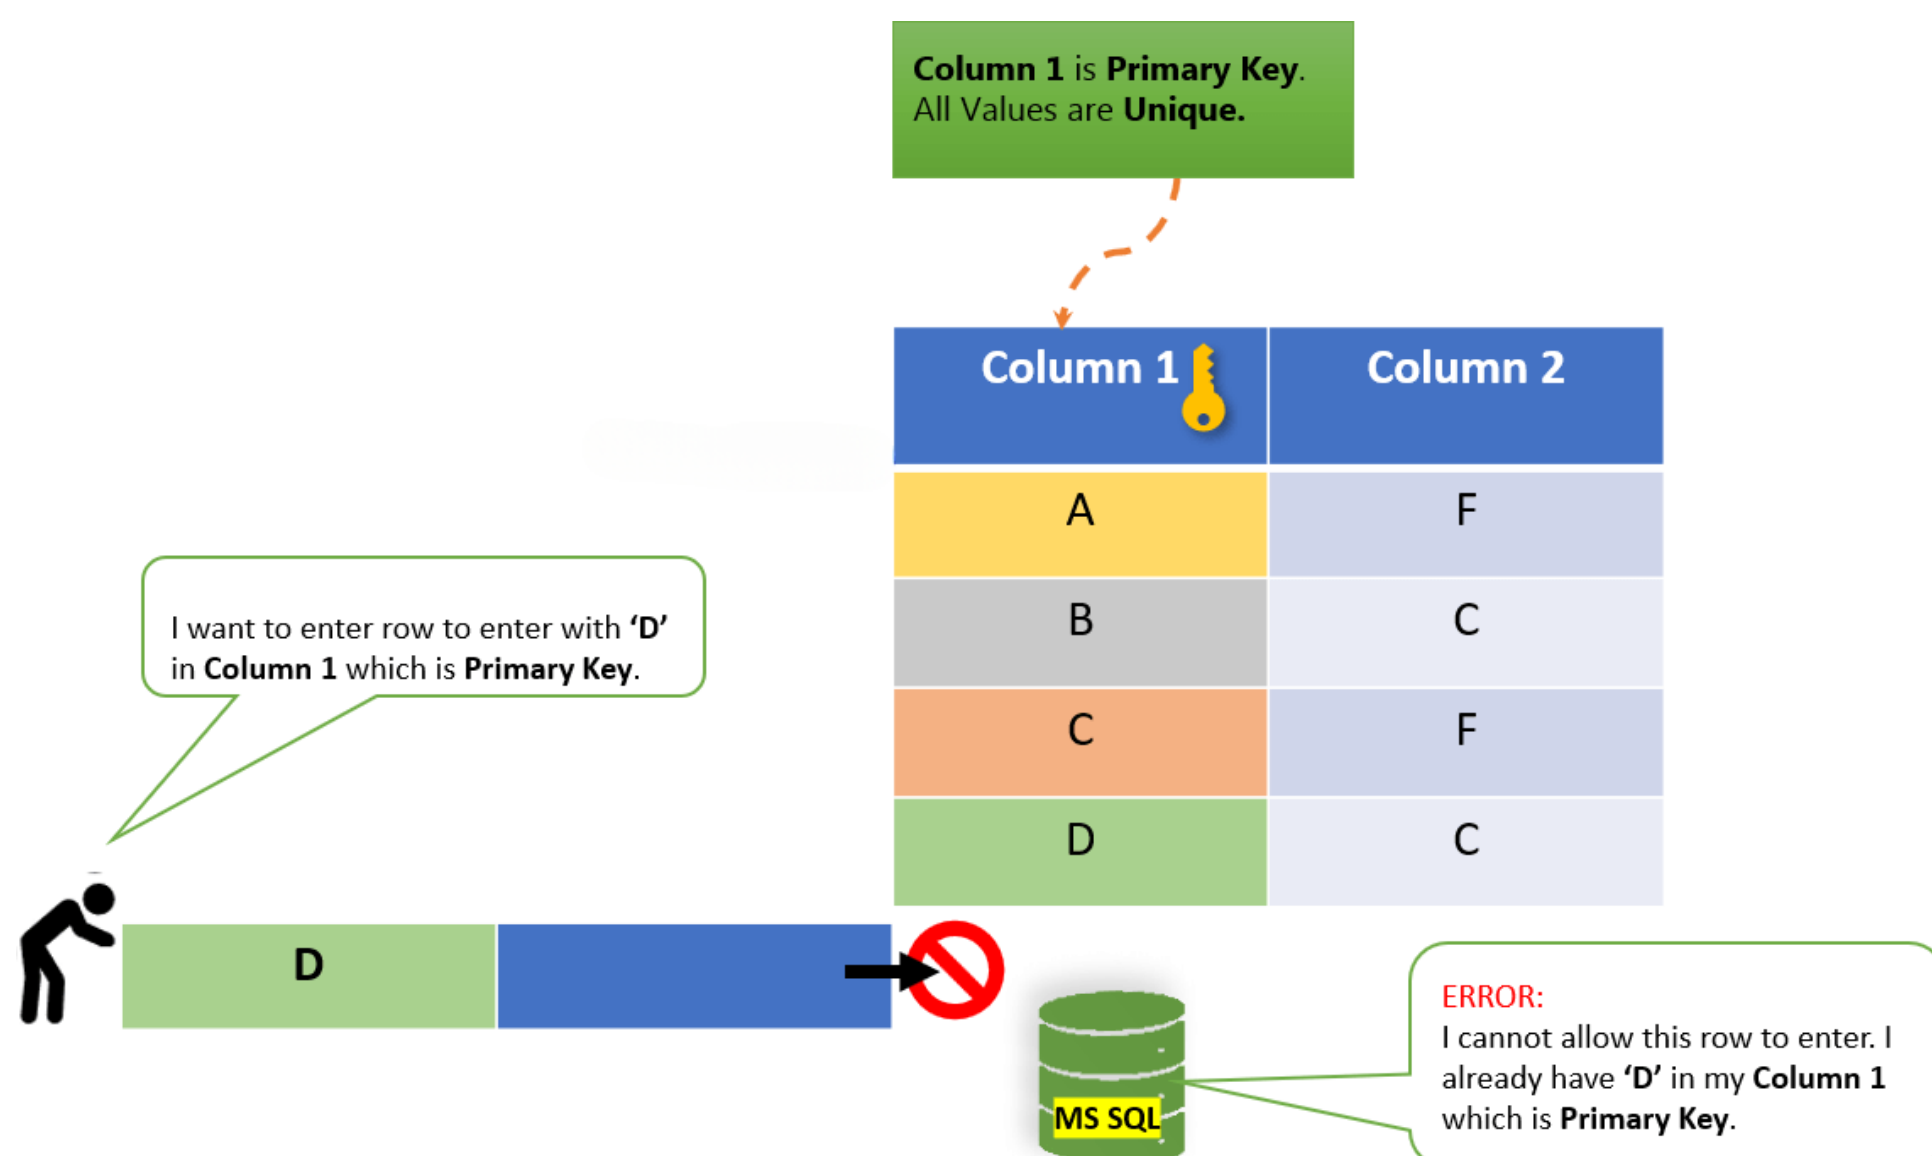 Column 1 is Primary Key.
All Values are Unique.
Column 1 Column 2
A F
B C
C F
D C
I want to enter row to enter with ‘D’
in Column 1 which is Primary Key.
D
MS SQL
ERROR:
I cannot allow this row to enter. I
already have ‘D’ in my Column 1
which is Primary Key.